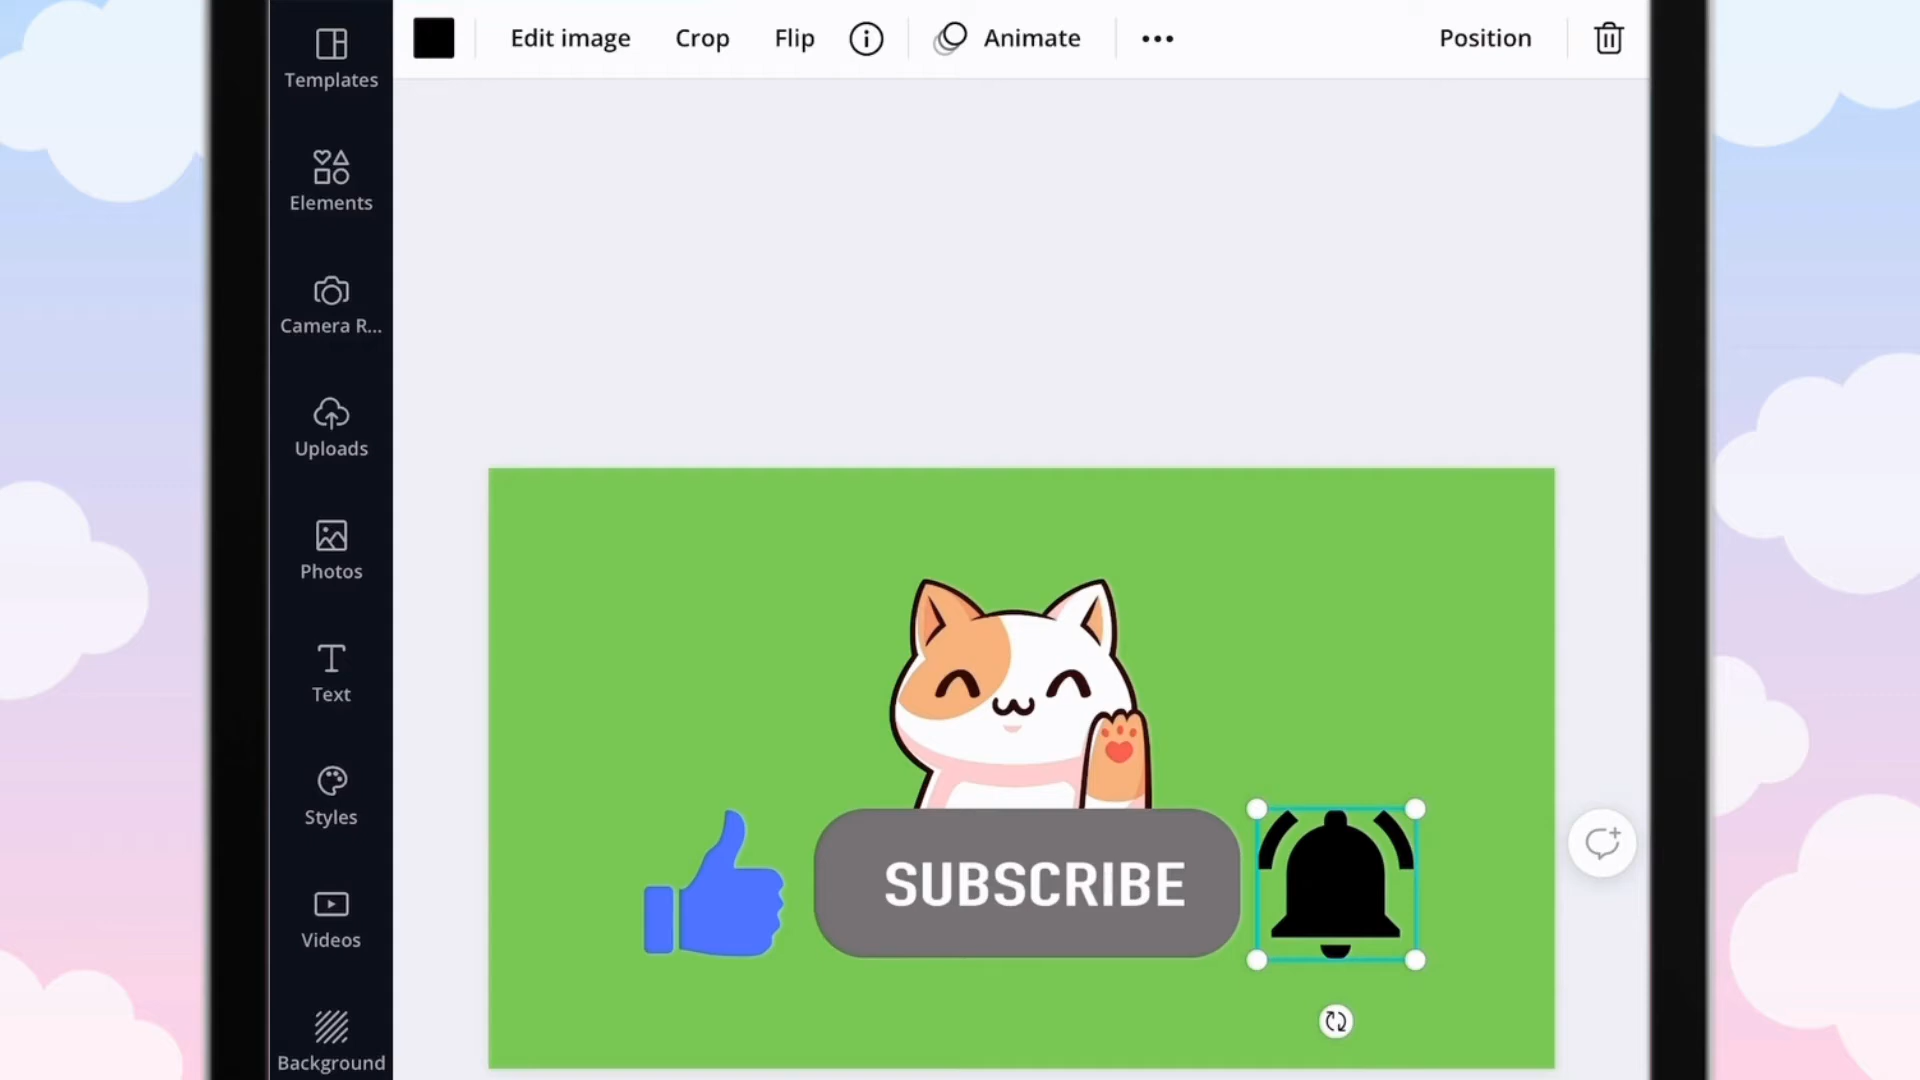 Edit image
Crop
Flip
Animate
Position
Templates
Elements
Camera R...
Uploads
Photos
Text
Styles
Videos
Background
SUBSCRIBE